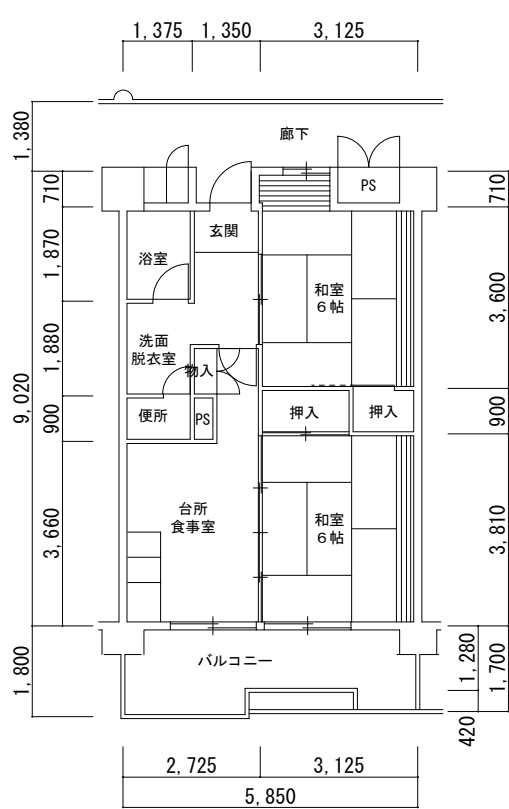 1,375 1,350 3,125
1,380
廊下
710
PS
710
玄関
1,870
浴室
和室
6帖
3,600
1,880
洗面
脱衣室
物入
9,020
900
便所
PS
押入
押入
900
台所
食事室
3,660
和室
6帖
3,810
1,800
バルコニー
1,280
1,700
420
2,725 3,125
5,850